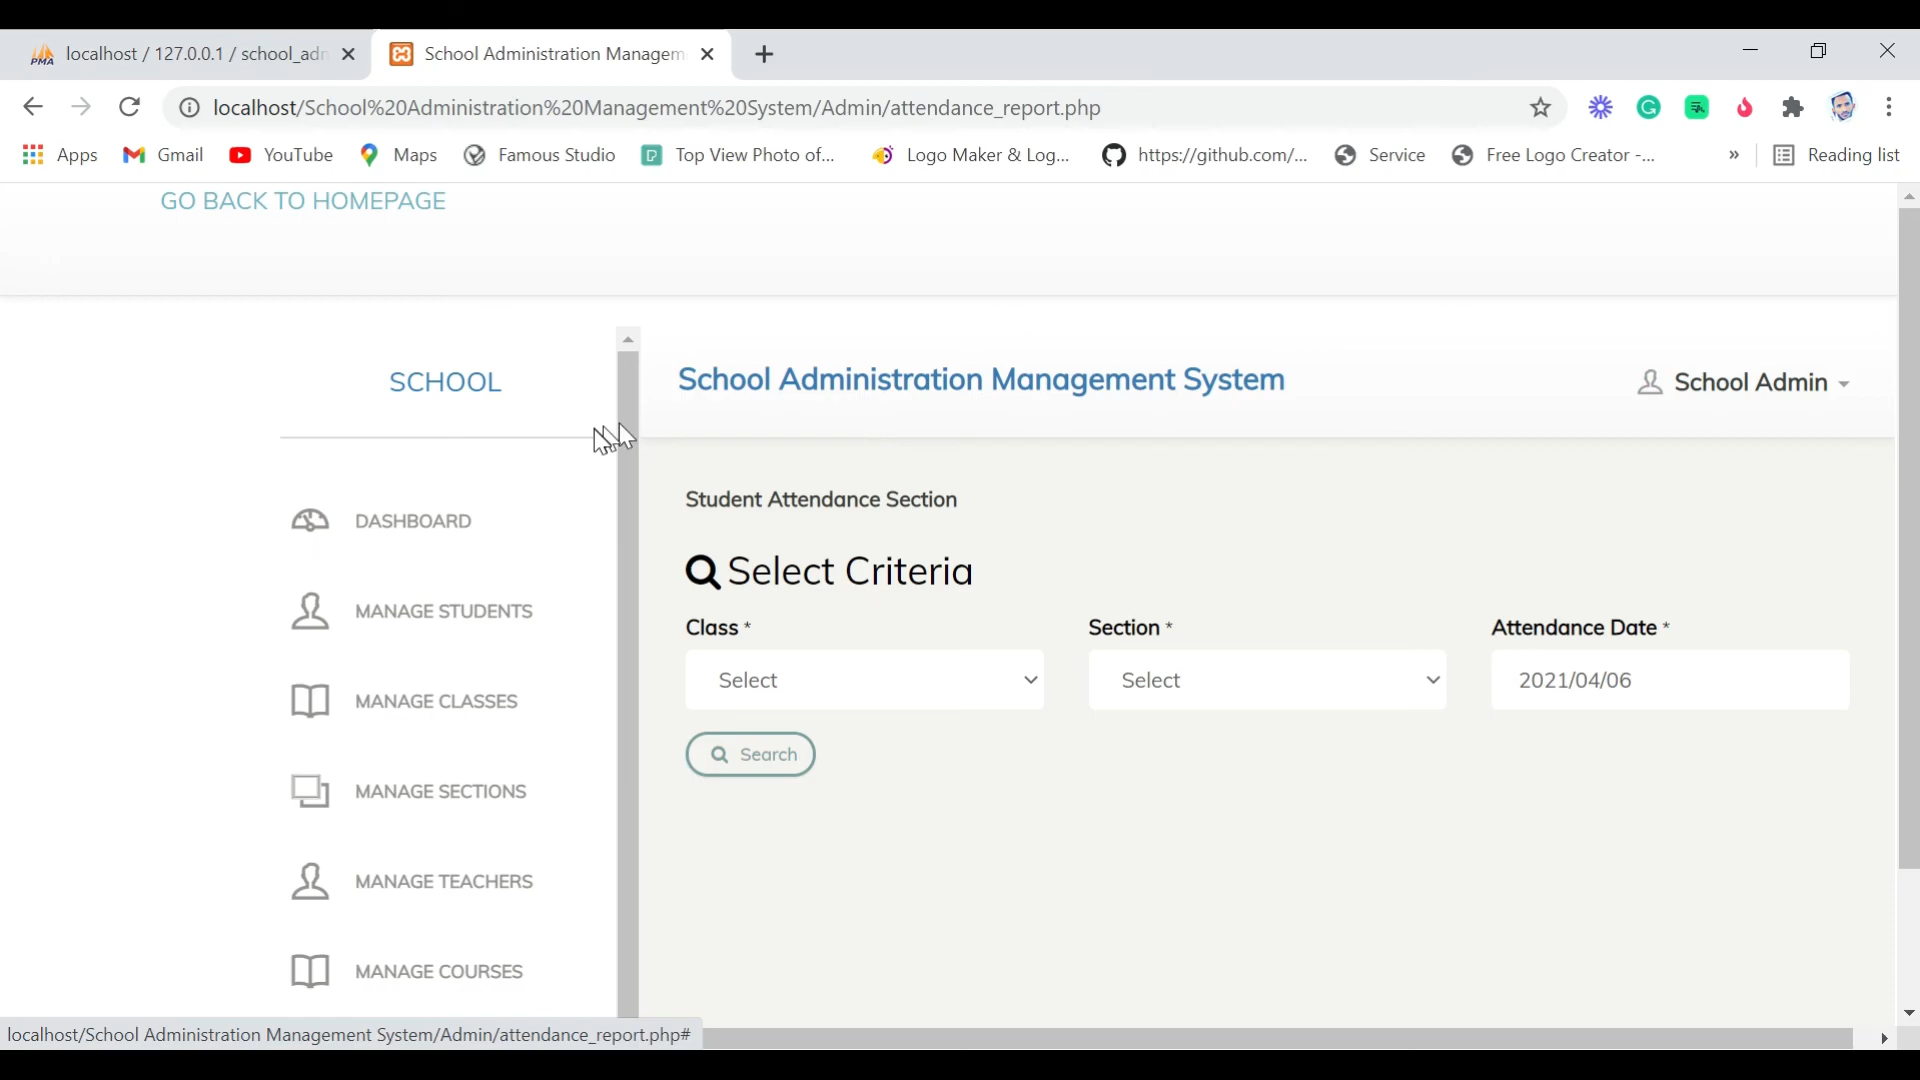 localhost / 127.0.0.1 / school_adm
School Administration Managem
localhost/School%20Administration%20Management%20System/Admin/attendance_report.php
Apps
Gmail
YouTube
Maps
Famous Studio
Top View Photo of...
Logo Maker & Log...
https://github.com/...
Service
Free Logo Creator -...
»
Reading list
GO BACK TO HOMEPAGE
SCHOOL
School Administration Management System
School Admin
DASHBOARD
MANAGE STUDENTS
MANAGE CLASSES
MANAGE SECTIONS
MANAGE TEACHERS
MANAGE COURSES
Student Attendance Section
Select Criteria
Class *
Section *
Attendance Date *
Select
Select
2021/04/06
Search
localhost/School Administration Management System/Admin/attendance_report.php#